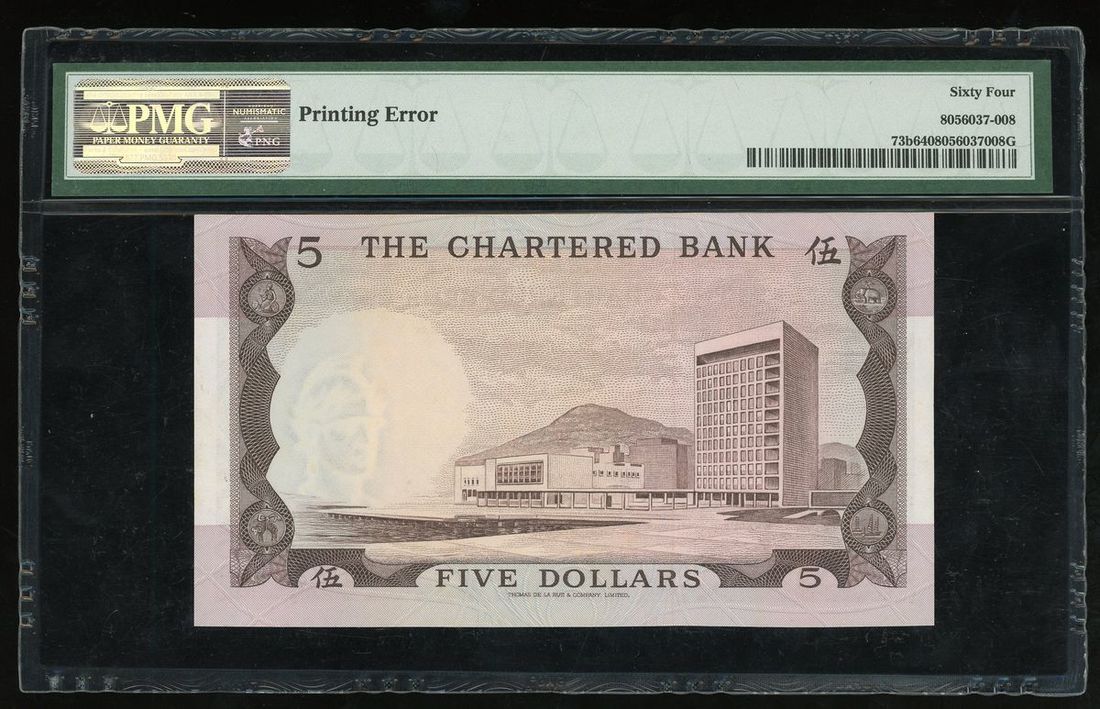 PMG
PAPER MONEY GUARANTY
NUMISMATIC
PNG
Printing Error
Sixty Four
8056037-008
73b6408056037008G
5 THE CHARTERED BANK 伍
伍 FIVE DOLLARS 5
THOMAS DE LA RUE & COMPANY, LIMITED.